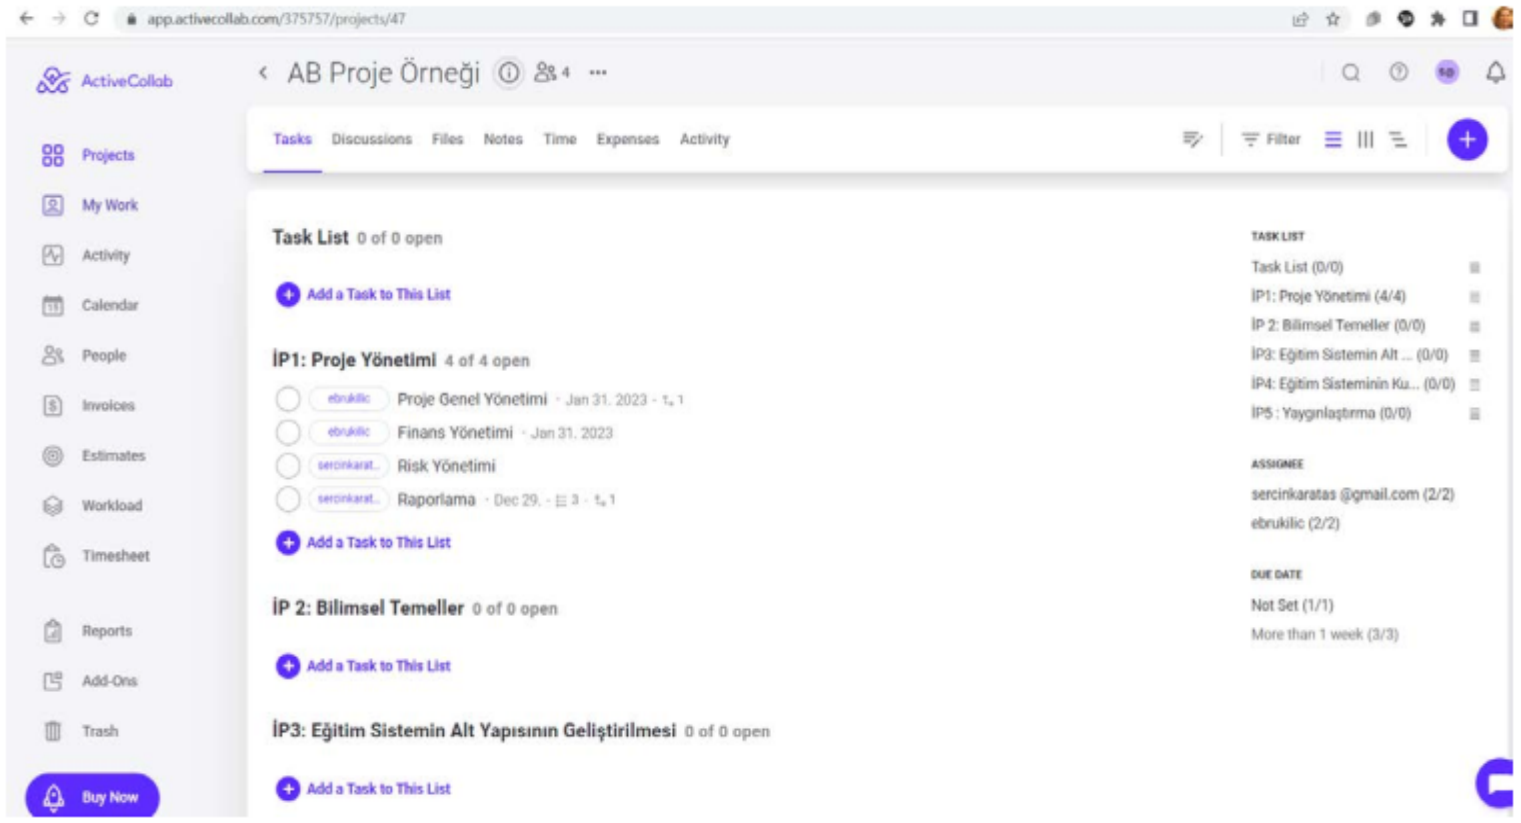 app.activecollab.com/375757/projects/47
ActiveCollab
AB Proje Örneği 4
Tasks Discussions Files Notes Time Expenses Activity
Filter
Projects
My Work
Activity
Calendar
People
Invoices
Estimates
Workload
Timesheet
Reports
Add-Ons
Trash
Buy Now
Task List 0 of 0 open
Add a Task to This List
İP1: Proje Yönetimi 4 of 4 open
ebrukilic Proje Genel Yönetimi · Jan 31. 2023 · 1
ebrukilic Finans Yönetimi · Jan 31. 2023
sercinkarat.. Risk Yönetimi
sercinkarat.. Raporlama · Dec 29. · 3 · 1
Add a Task to This List
İP 2: Bilimsel Temeller 0 of 0 open
Add a Task to This List
İP3: Eğitim Sistemin Alt Yapısının Geliştirilmesi 0 of 0 open
Add a Task to This List
TASK LIST
Task List (0/0)
İP1: Proje Yönetimi (4/4)
İP 2: Bilimsel Temeller (0/0)
İP3: Eğitim Sistemin Alt ... (0/0)
İP4: Eğitim Sisteminin Ku... (0/0)
İP5 : Yaygınlaştırma (0/0)
ASSIGNEE
sercinkaratas @gmail.com (2/2)
ebrukilic (2/2)
DUE DATE
Not Set (1/1)
More than 1 week (3/3)